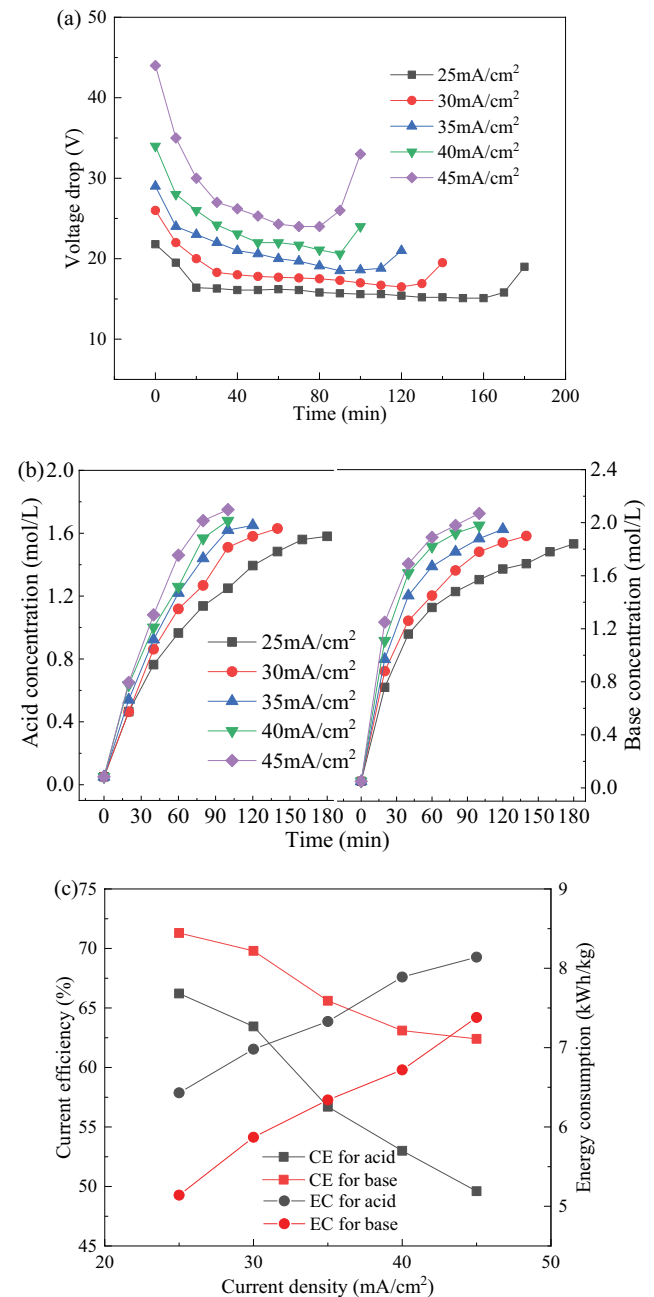 (a)
50
40
30
20
10
Voltage drop (V)
25mA/cm²
30mA/cm²
35mA/cm²
40mA/cm²
45mA/cm²
0 40 80 120 160 200
Time (min)
(b)
2.0
1.6
1.2
0.8
0.4
0.0
Acid concentration (mol/L)
25mA/cm²
30mA/cm²
35mA/cm²
40mA/cm²
45mA/cm²
2.4
2.0
1.6
1.2
0.8
0.4
0.0
Base concentration (mol/L)
0 30 60 90 120 150 180
0 30 60 90 120 150 180
Time (min)
(c)
75
70
65
60
55
50
45
Current efficiency (%)
9
8
7
6
5
Energy consumption (kWh/kg)
CE for acid
CE for base
EC for acid
EC for base
20 30 40 50
Current density (mA/cm²)